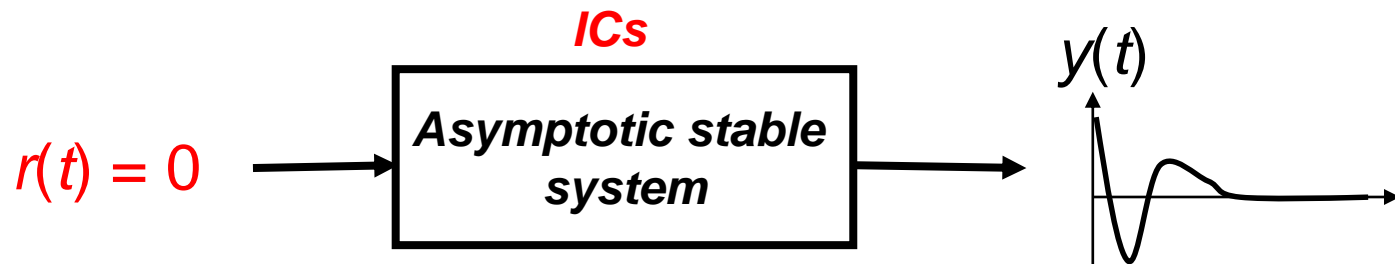 ICs
y(t)
Asymptotic stable
r(t) = 0
system